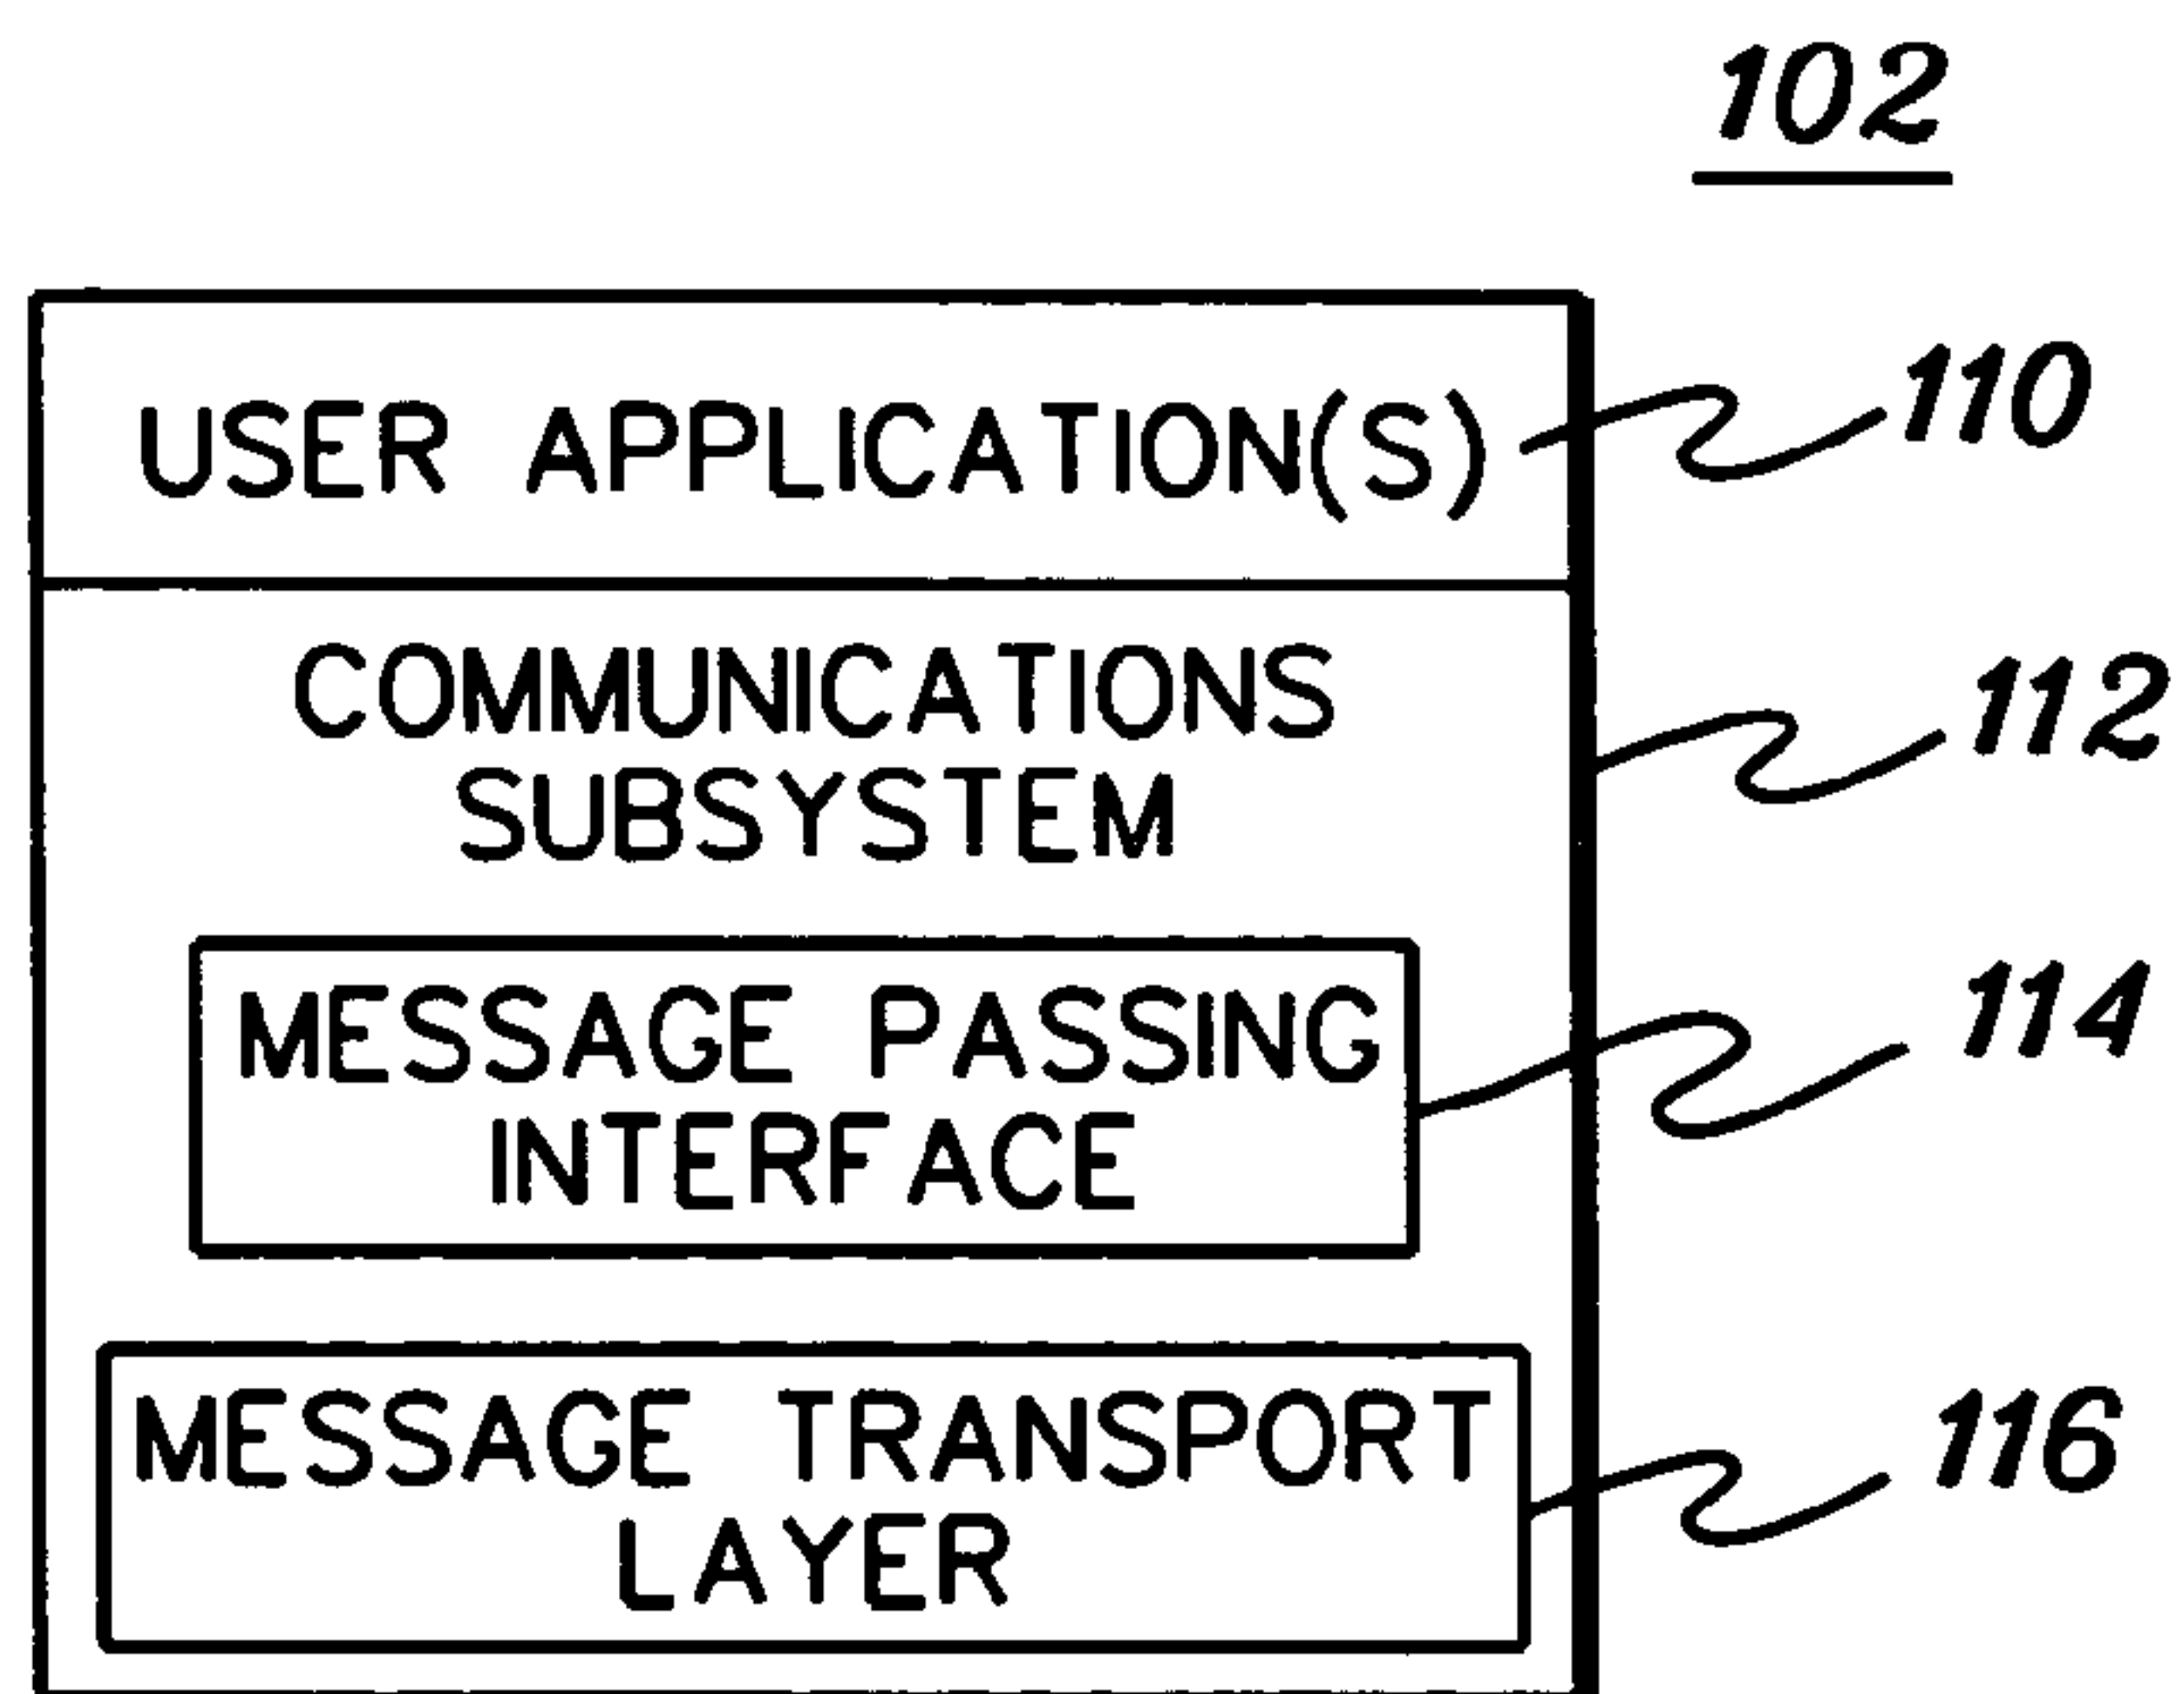 102
USER APPLICATION(S)
110
COMMUNICATIONS
SUBSYSTEM
112
MESSAGE PASSING
INTERFACE
114
MESSAGE TRANSPORT
LAYER
116